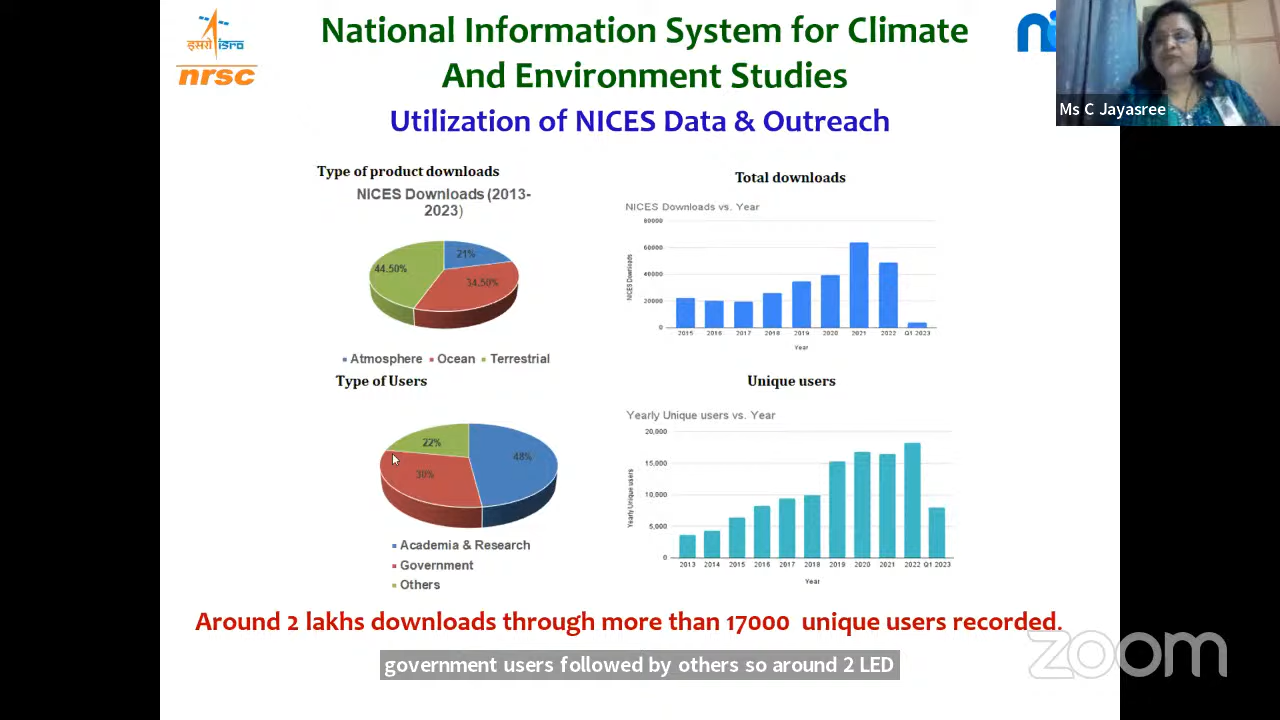 इसरो isro
nrsc
National Information System for Climate
And Environment Studies
Utilization of NICES Data & Outreach
Ms C Jayasree
Type of product downloads
NICES Downloads (2013-
2023)
21%
34.50%
44.50%
Atmosphere Ocean Terrestrial
Total downloads
NICES Downloads vs. Year
80000
60000
40000
20000
0
NICES Downloads
2015 2016 2017 2018 2019 2020 2021 2022 Q1 2023
Year
Type of Users
22%
48%
30%
Academia & Research
Government
Others
Unique users
Yearly Unique users vs. Year
20,000
15,000
10,000
5,000
0
Yearly Unique users
2013 2014 2015 2016 2017 2018 2019 2020 2021 2022 Q1 2023
Year
Around 2 lakhs downloads through more than 17000 unique users recorded.
government users followed by others so around 2 LED
zoom